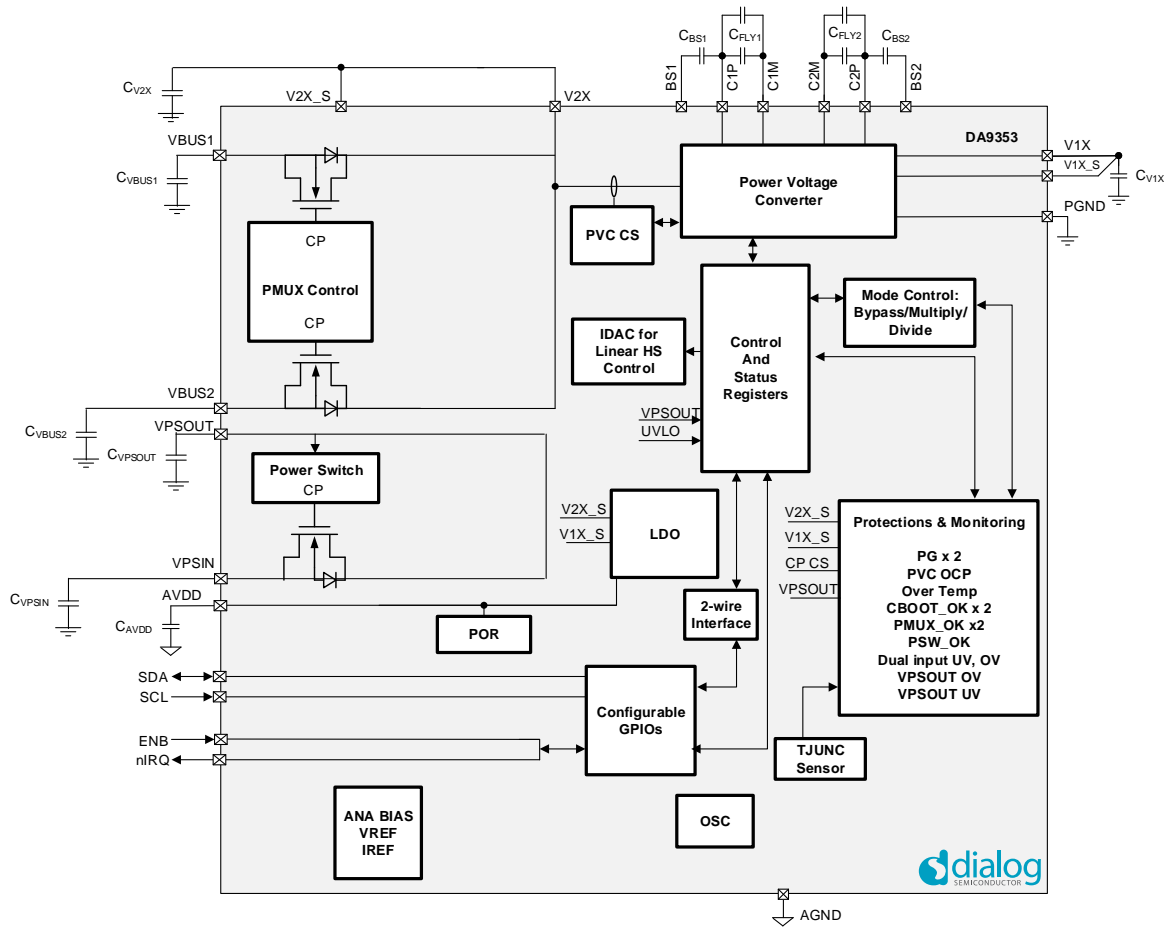 CFLY1
CFLY2
CBS1
CBS2
BS1
C1P
C1M
C2M
C2P
BS2
CV2X
V2X_S
V2X
DA9353
VBUS1
CVBUS1
V1X
V1X_S
CV1X
PGND
Power Voltage
Converter
PVC CS
CP
PMUX Control
CP
Control
And
Status
Registers
Mode Control:
Bypass/Multiply/
Divide
IDAC for
Linear HS
Control
VPSOUT
UVLO
VBUS2
CVBUS2
VPSOUT
CVPSOUT
Power Switch
CP
VPSIN
CVPSIN
V2X_S
V1X_S
LDO
V2X_S
V1X_S
CP CS
VPSOUT
Protections & Monitoring
PG x 2
PVC OCP
Over Temp
CBOOT_OK x 2
PMUX_OK x2
PSW_OK
Dual input UV, OV
VPSOUT OV
VPSOUT UV
AVDD
CAVDD
POR
2-wire
Interface
SDA
SCL
ENB
nIRQ
Configurable
GPIOs
TJUNC
Sensor
ANA BIAS
VREF
IREF
OSC
dialog
SEMICONDUCTOR
AGND